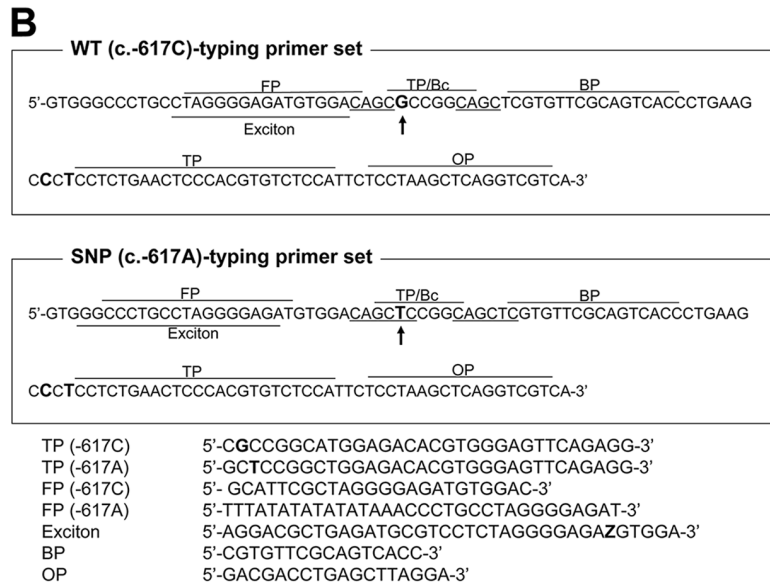 B
WT (c.-617C)-typing primer set
FP TP/Bc BP
5’-GTGGGCCCTGCCTAGGGGAGATGTGGACAGCGCCGGCAGCTCGTGTTCGCAGTCACCCTGAAG
Exciton
TP OP
CCCTCCTCTGAACTCCCACGTGTCTCCATTCTCCTAAGCTCAGGTCGTCA-3’
SNP (c.-617A)-typing primer set
FP TP/Bc BP
5’-GTGGGCCCTGCCTAGGGGAGATGTGGACAGCTCCGGCAGCTCGTGTTCGCAGTCACCCTGAAG
Exciton
TP OP
CCCTCCTCTGAACTCCCACGTGTCTCCATTCTCCTAAGCTCAGGTCGTCA-3’
TP (-617C) 5’-CGCCGGCATGGAGACACGTGGGAGTTCAGAGG-3’
TP (-617A) 5’-GCTCCGGCTGGAGACACGTGGGAGTTCAGAGG-3’
FP (-617C) 5’- GCATTCGCTAGGGGAGATGTGGAC-3’
FP (-617A) 5’-TTTATATATATATAAACCCTGCCTAGGGGAGAT-3’
Exciton 5’-AGGACGCTGAGATGCGTCCTCTAGGGGAGAZGTGGA-3’
BP 5’-CGTGTTCGCAGTCACC-3’
OP 5’-GACGACCTGAGCTTAGGA-3’